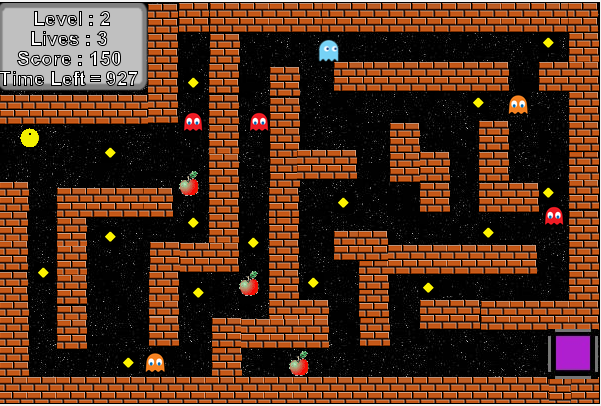 Level : 2
Lives : 3
Score : 150
Time Left = 927